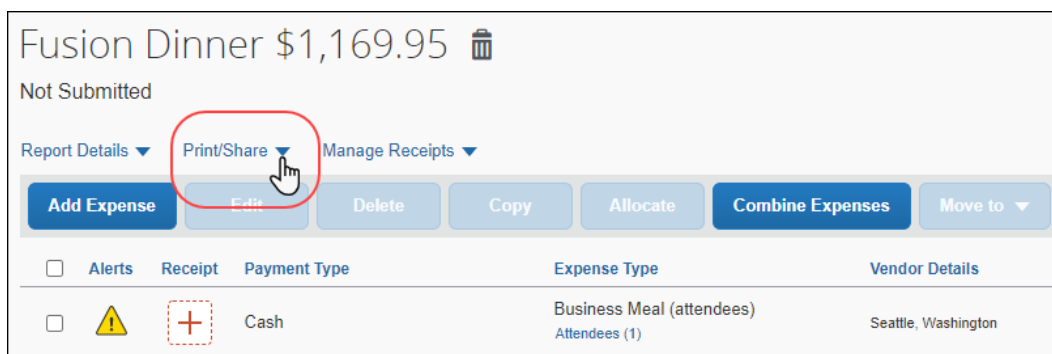 Fusion Dinner $1,169.95
Not Submitted
Report Details Print/Share Manage Receipts
Add Expense Edit Delete Copy Allocate Combine Expenses Move to
Alerts Receipt Payment Type Expense Type Vendor Details
Cash Business Meal (attendees) Seattle, Washington
Attendees (1)